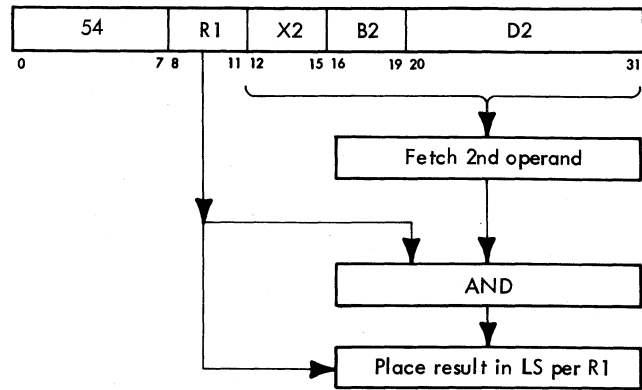 54 R1 X2 B2 D2
0 7 8 11 12 15 16 19 20 31
Fetch 2nd operand
AND
Place result in LS per R1